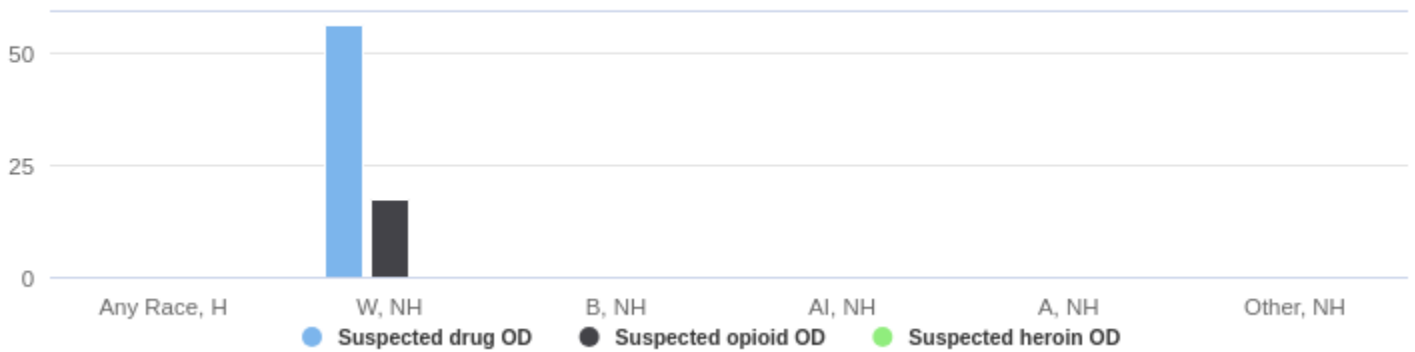 50
25
0
Any Race, H W, NH B, NH AI, NH A, NH Other, NH
Suspected drug OD Suspected opioid OD Suspected heroin OD